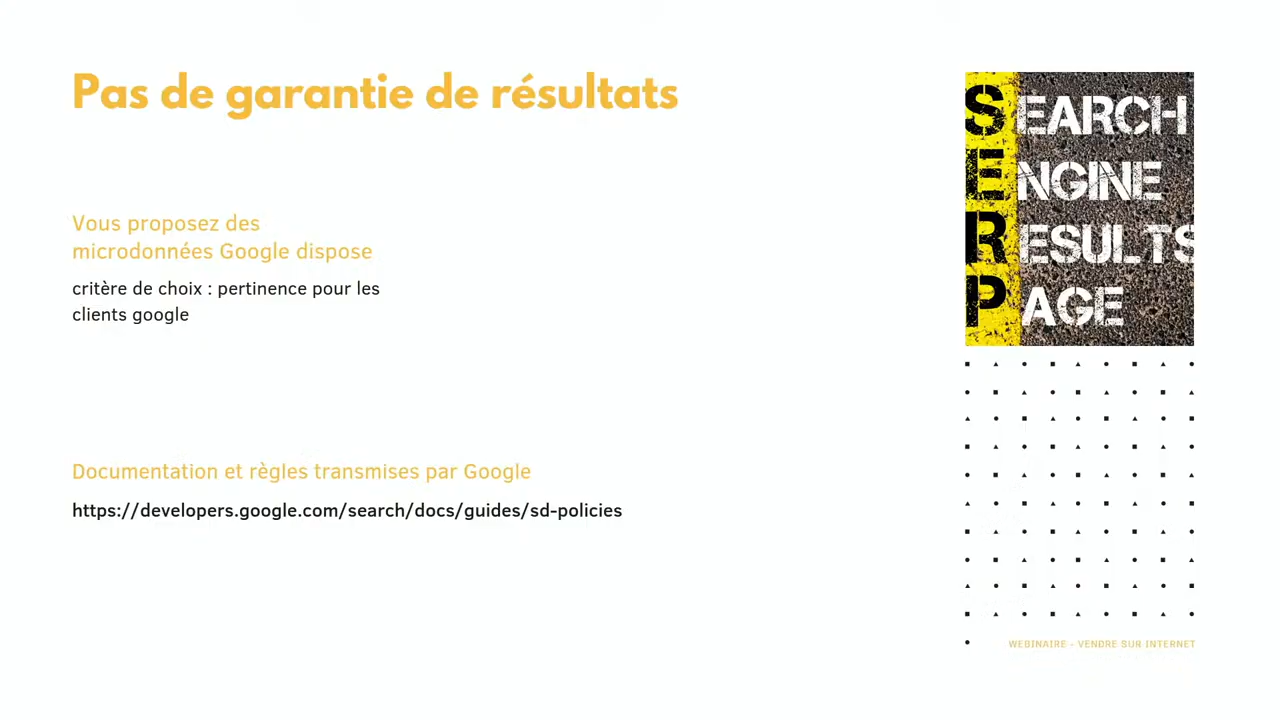 Pas de garantie de résultats
Vous proposez des
microdonnées Google dispose
critère de choix : pertinence pour les
clients google
Documentation et règles transmises par Google
https://developers.google.com/search/docs/guides/sd-policies
SEARCH
ENGINE
RESULTS
PAGE
WEBINAIRE - VENDRE SUR INTERNET